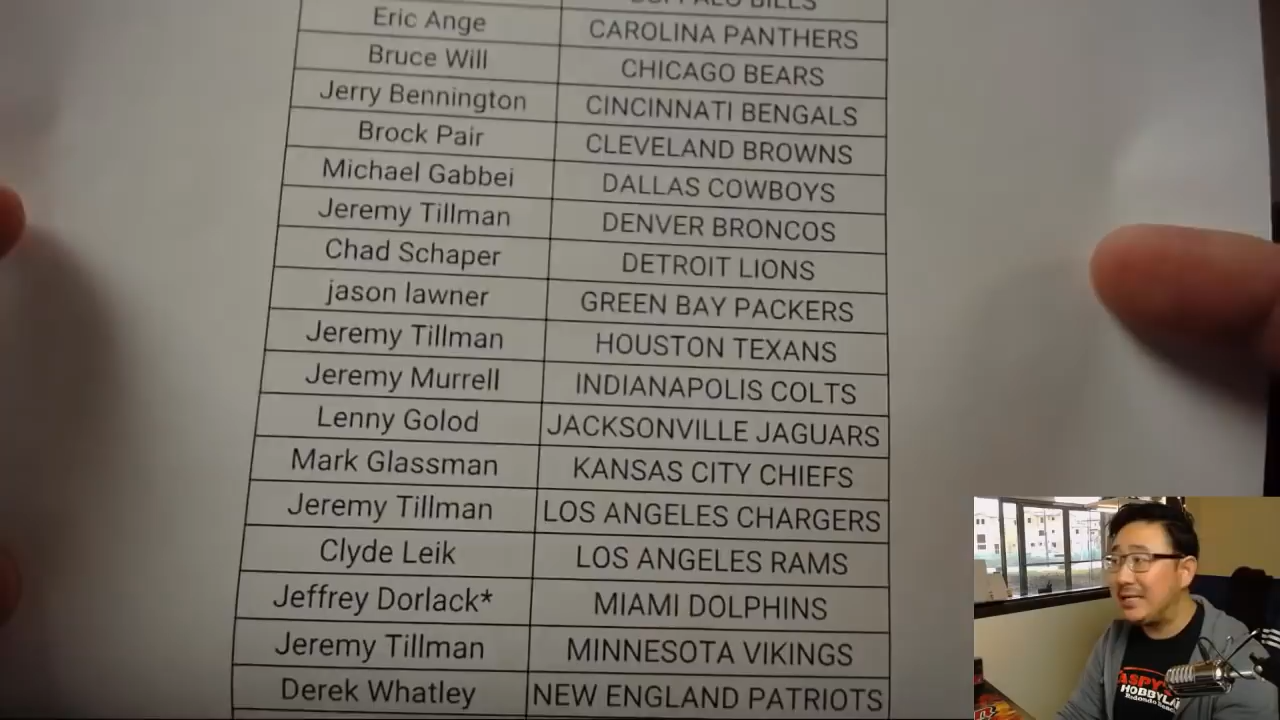 BUFFALO BILLS
Eric Ange CAROLINA PANTHERS
Bruce Will CHICAGO BEARS
Jerry Bennington CINCINNATI BENGALS
Brock Pair CLEVELAND BROWNS
Michael Gabbei DALLAS COWBOYS
Jeremy Tillman DENVER BRONCOS
Chad Schaper DETROIT LIONS
jason lawner GREEN BAY PACKERS
Jeremy Tillman HOUSTON TEXANS
Jeremy Murrell INDIANAPOLIS COLTS
Lenny Golod JACKSONVILLE JAGUARS
Mark Glassman KANSAS CITY CHIEFS
Jeremy Tillman LOS ANGELES CHARGERS
Clyde Leik LOS ANGELES RAMS
Jeffrey Dorlack* MIAMI DOLPHINS
Jeremy Tillman MINNESOTA VIKINGS
Derek Whatley NEW ENGLAND PATRIOTS